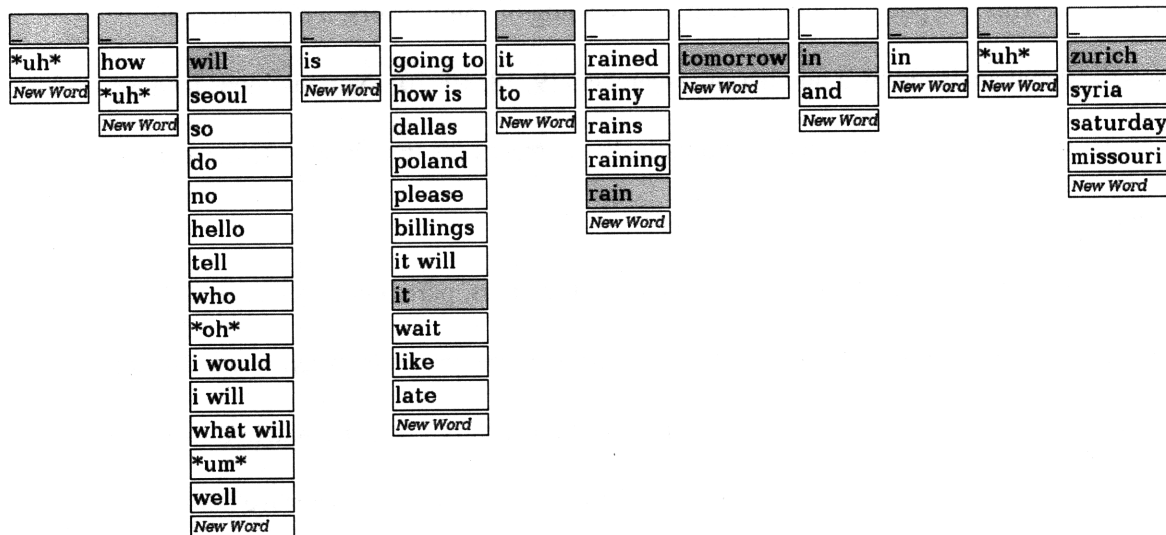 _ _ _ _ _ _ _ _ _ _ _ _
*uh* how will is going to it rained tomorrow in in *uh* zurich
New Word *uh* seoul New Word how is to rainy New Word and New Word New Word syria
New Word so dallas New Word rains New Word saturday
do poland raining missouri
no please rain New Word
hello billings New Word
tell it will
who it
*oh* wait
i would like
i will late
what will New Word
*um*
well
New Word